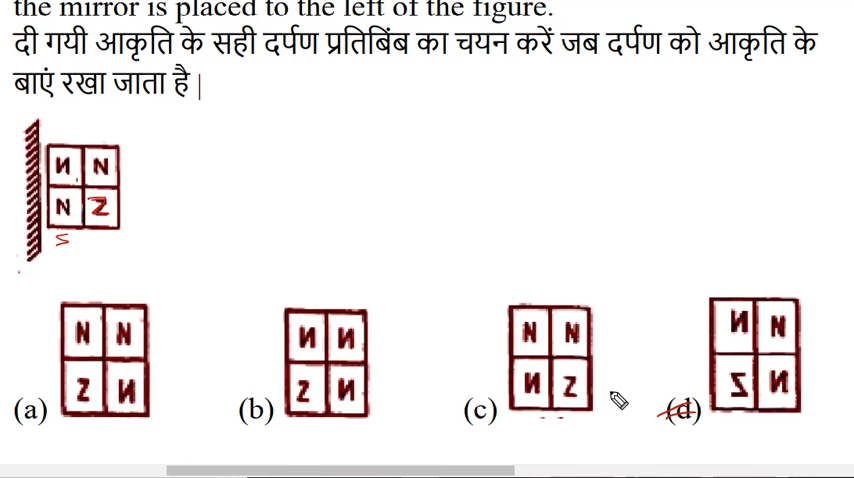 the mirror is placed to the left of the figure.
दी गयी आकृति के सही दर्पण प्रतिबिंब का चयन करें जब दर्पण को आकृति के
बाएं रखा जाता है |
И N
N Z
S
(a) N N
Z И
(b) И И
Z И
(c) N N
И Z
(d) И N
И